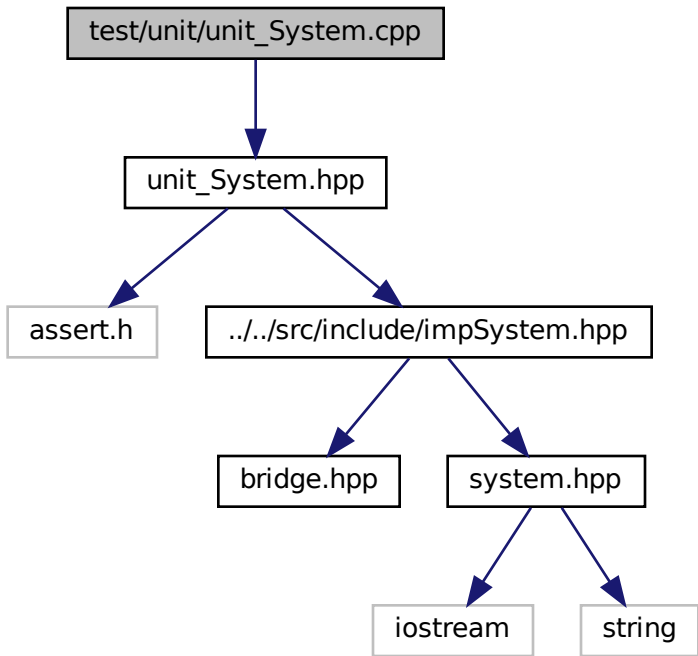 test/unit/unit_System.cpp
unit_System.hpp
assert.h
../../src/include/impSystem.hpp
bridge.hpp
system.hpp
iostream
string